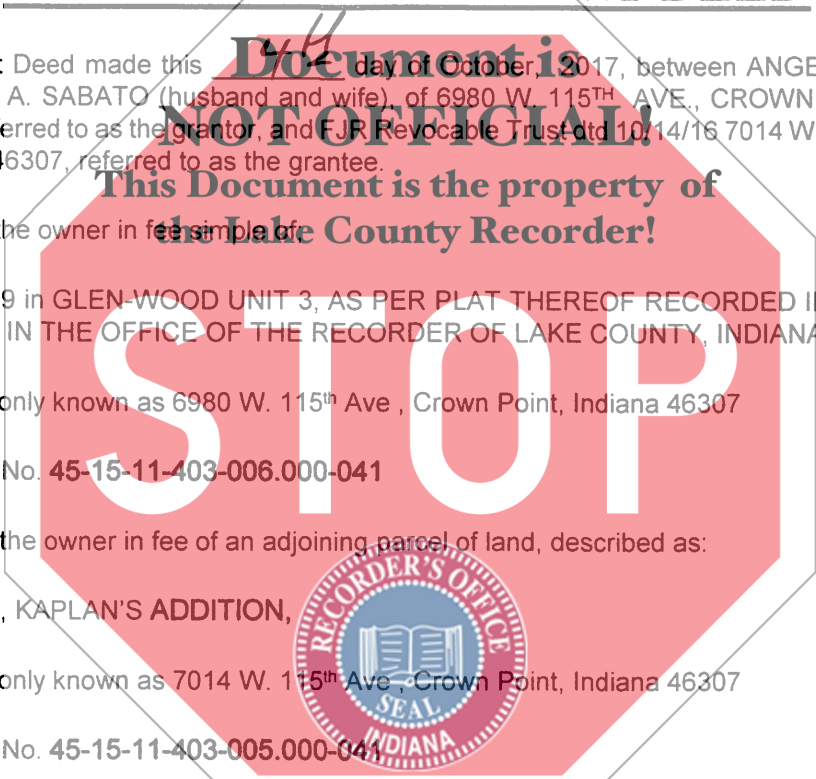 Deed made this 4th day of October, 2017, between ANGE
A. SABATO (husband and wife), of 6980 W. 115TH AVE., CROWN
erred to as the grantor, and FJR Revocable Trust dtd 10/14/16 7014 W
46307, referred to as the grantee.
the owner in fee simple of;
9 in GLEN-WOOD UNIT 3, AS PER PLAT THEREOF RECORDED I
IN THE OFFICE OF THE RECORDER OF LAKE COUNTY, INDIANA
only known as 6980 W. 115th Ave , Crown Point, Indiana 46307
No. 45-15-11-403-006.000-041
the owner in fee of an adjoining parcel of land, described as:
, KAPLAN'S ADDITION,
only known as 7014 W. 115th Ave , Crown Point, Indiana 46307
No. 45-15-11-403-005.000-041
Document is
NOT OFFICIAL!
This Document is the property of
the Lake County Recorder!
STOP
RECORDER'S OFFICE
SEAL
INDIANA